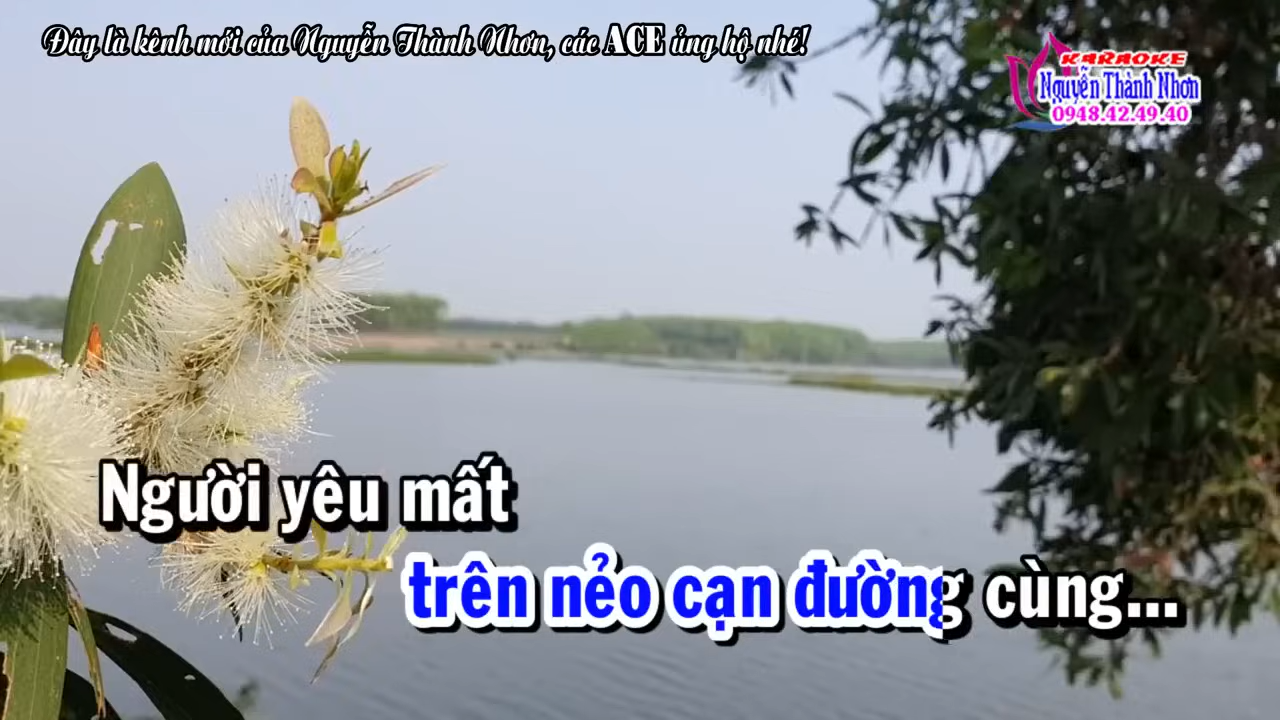 Đây là kênh mới của Nguyễn Thành Nhơn, các ACE ủng hộ nhé!
KARAOKE
Nguyễn Thành Nhơn
0948.42.49.40
Người yêu mất
trên nẻo cạn đường cùng...